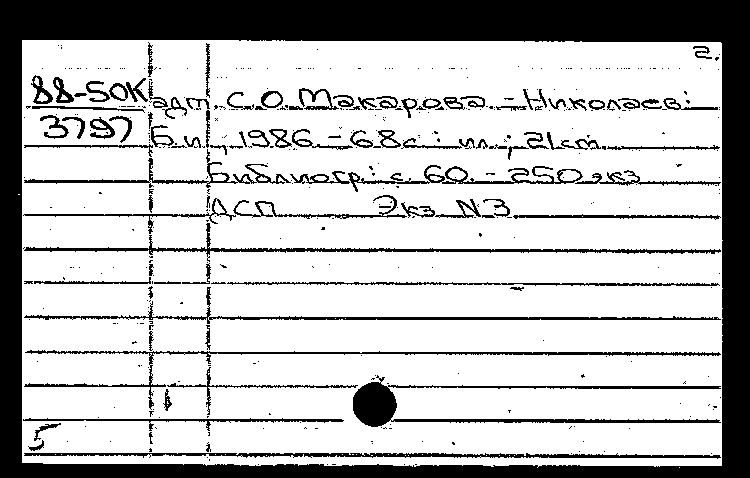 2.
88-50К адм. С.О. Макарова. - Николаев:
3797 Б.и., 1986. - 68с.: ил.; 21см.
Библиогр.: с. 60. - 250 экз
ДСП Экз. N3
5